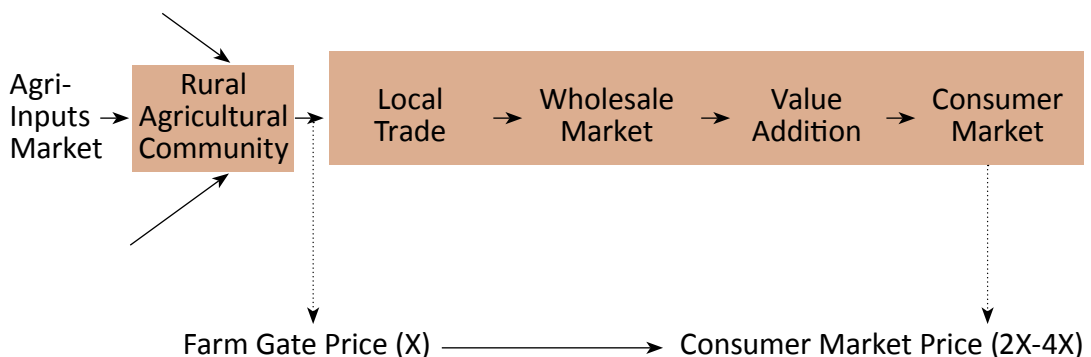 Agri-
Inputs
Market
Rural
Agricultural
Community
Local
Trade
Wholesale
Market
Value
Addition
Consumer
Market
Farm Gate Price (X)
Consumer Market Price (2X-4X)